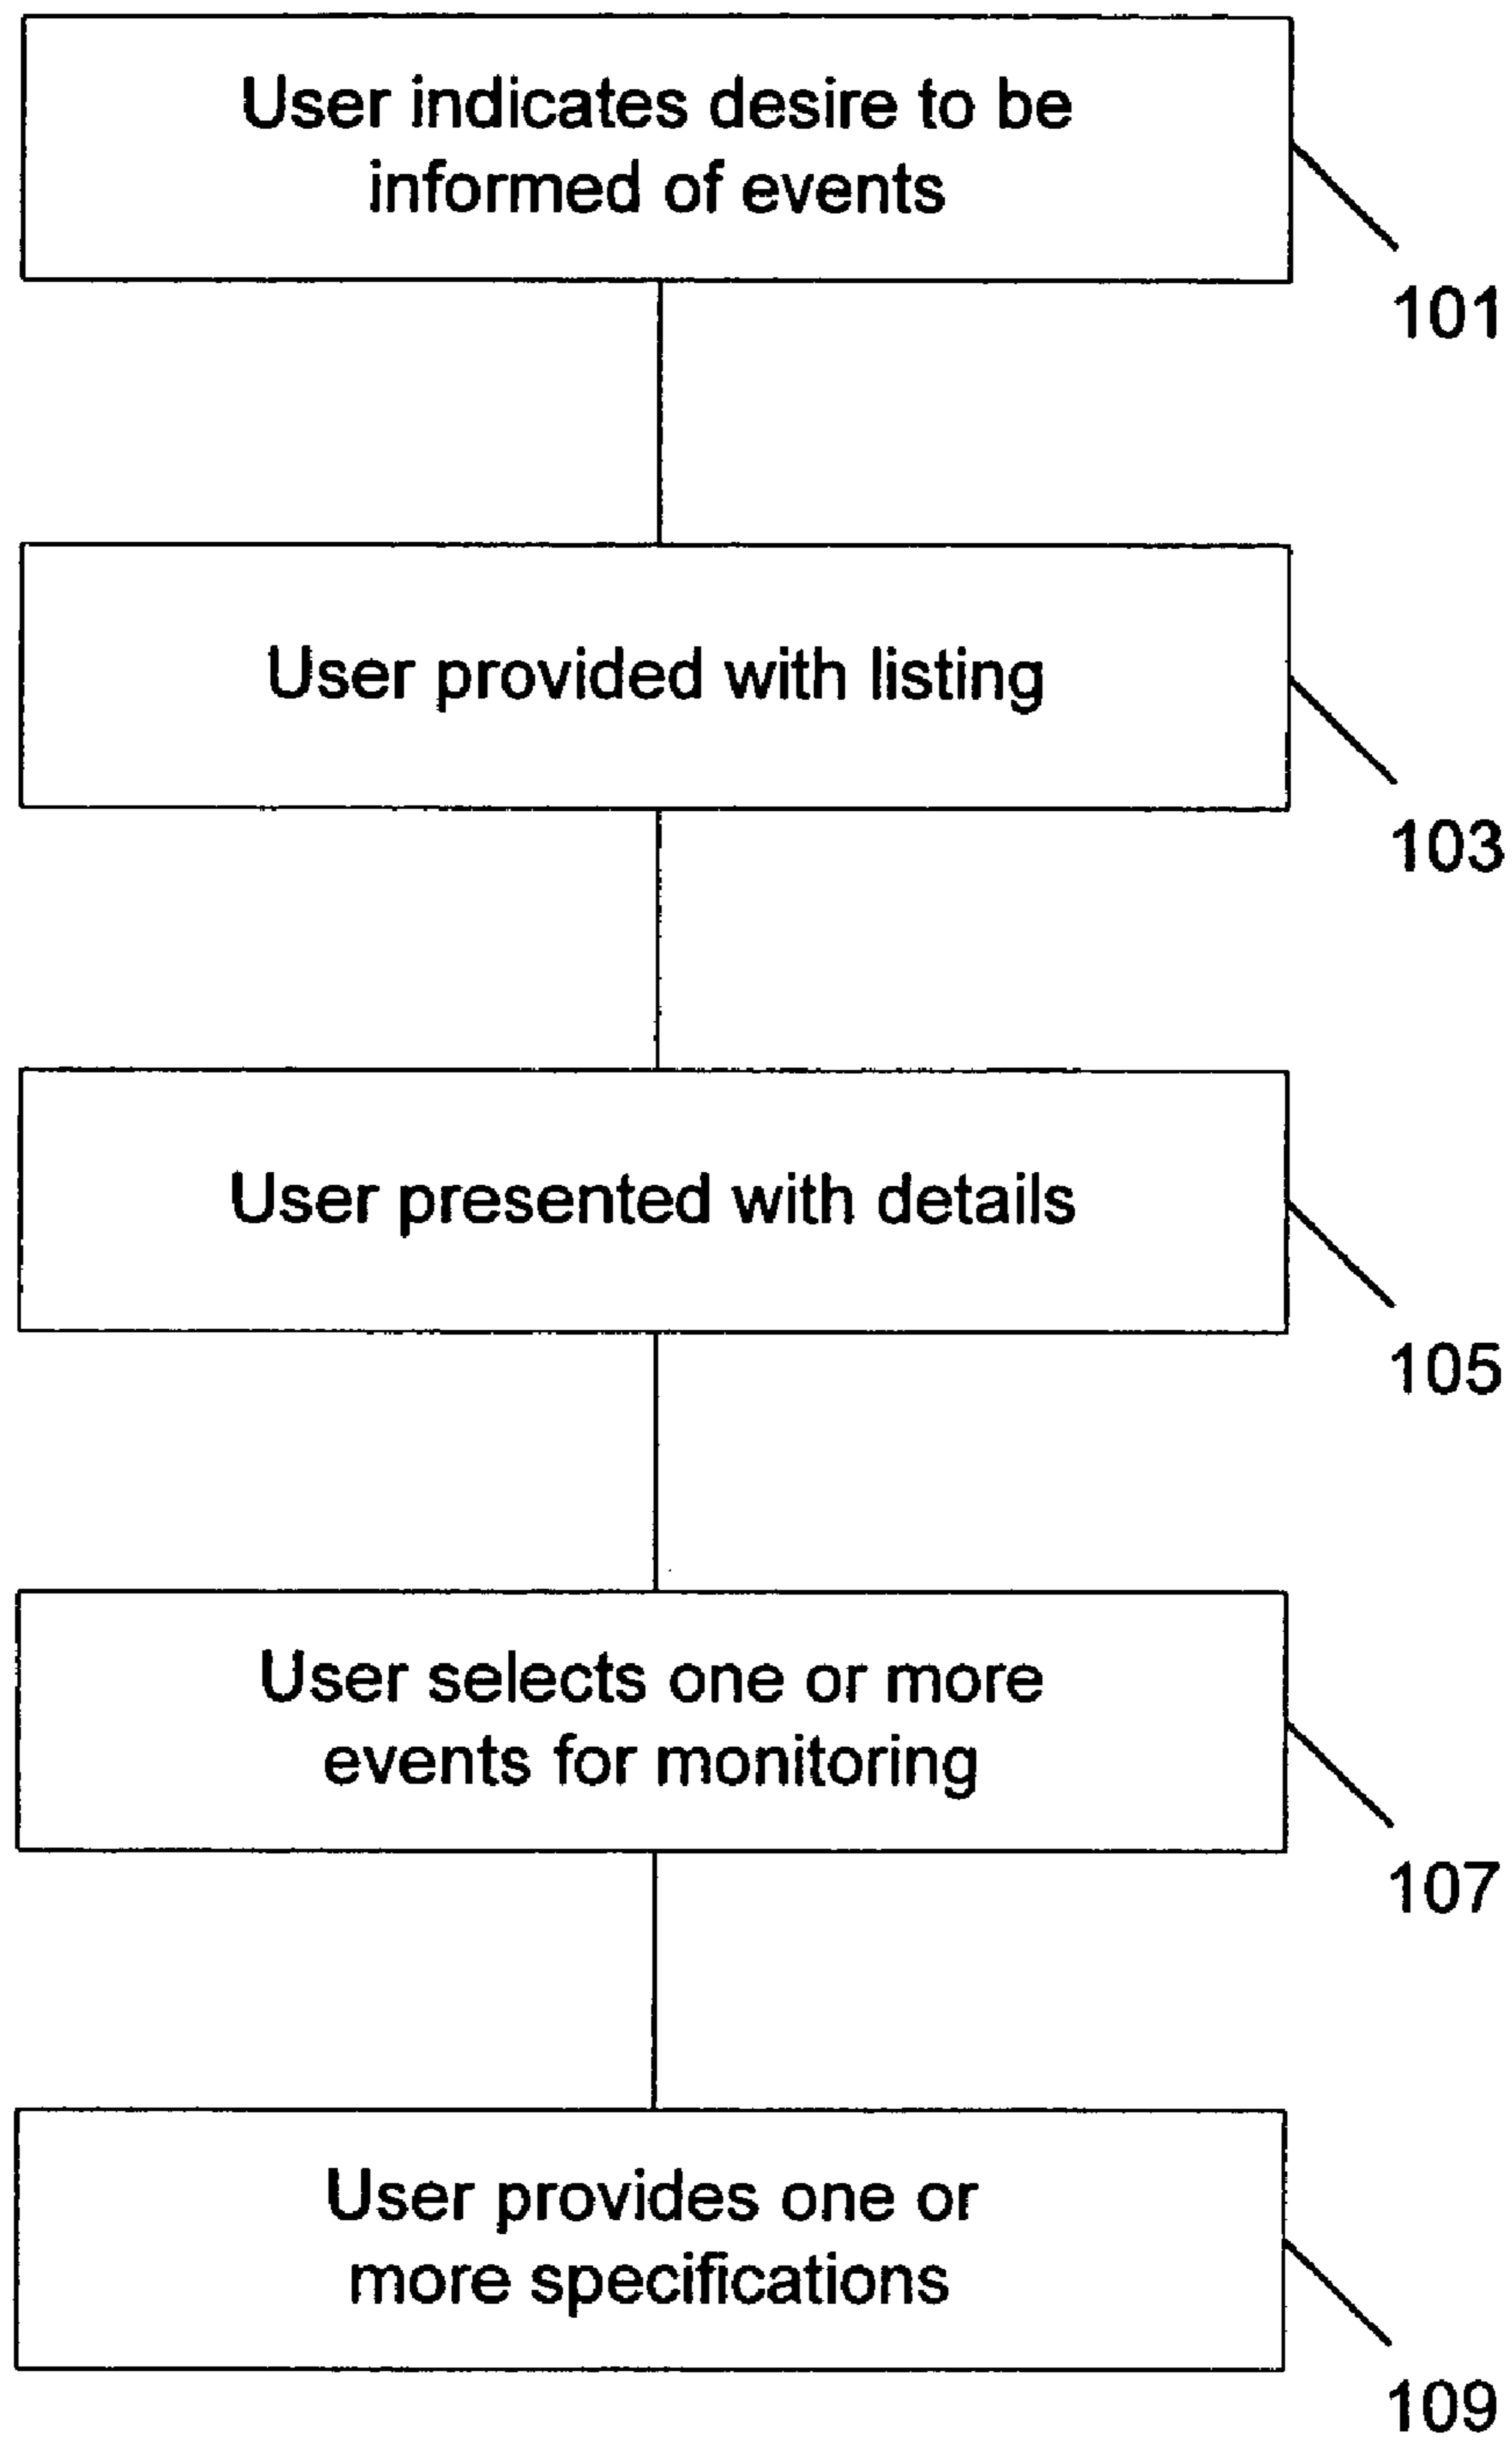 User indicates desire to be
informed of events
101
User provided with listing
103
User presented with details
105
User selects one or more
events for monitoring
107
User provides one or
more specifications
109